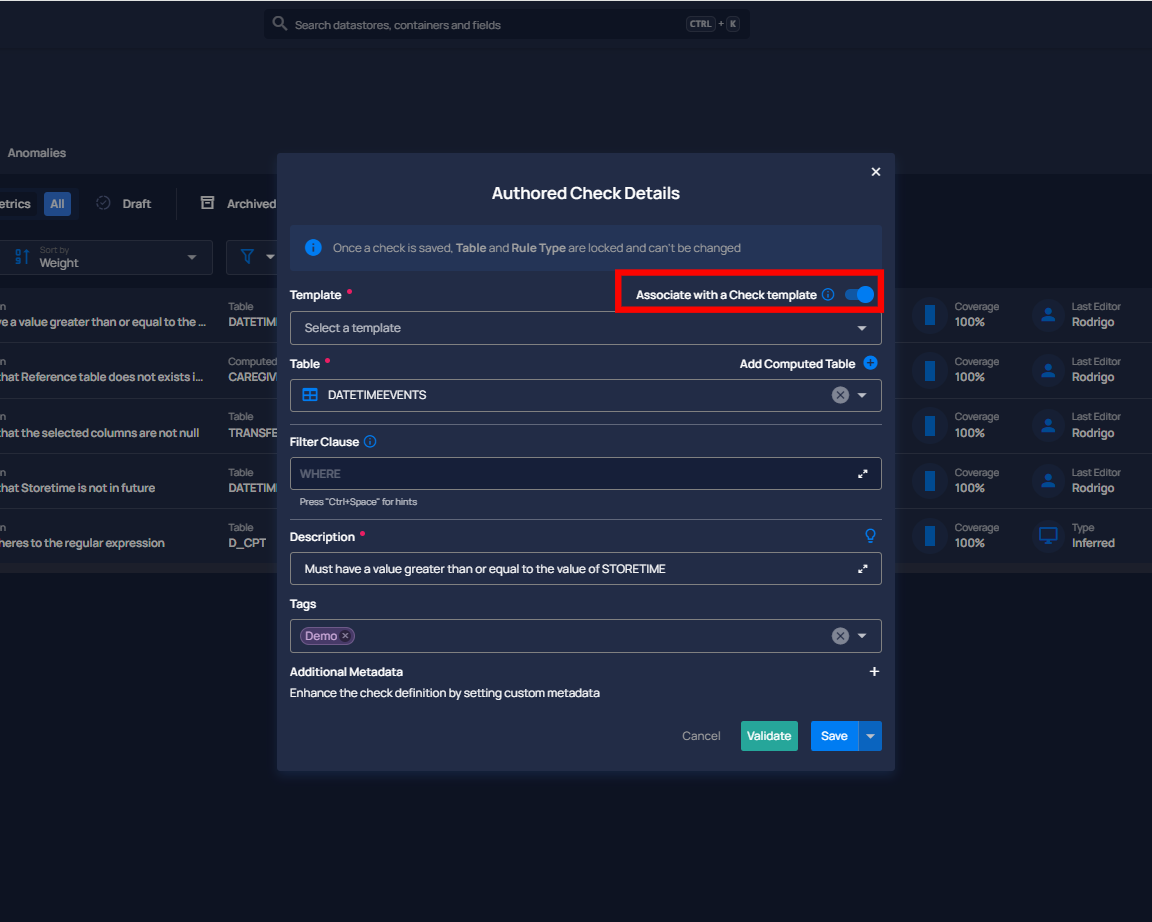 Search datastores, containers and fields CTRL + K
Anomalies
etrics All Draft Archived
Sort by
Weight
n Table Coverage Last Editor
e a value greater than or equal to the ... DATETIM 100% Rodrigo
n Computed Coverage Last Editor
that Reference table does not exists i... CAREGIV 100% Rodrigo
n Table Coverage Last Editor
that the selected columns are not null TRANSFE 100% Rodrigo
n Table Coverage Last Editor
that Storetime is not in future DATETIM 100% Rodrigo
n Table Coverage Type
heres to the regular expression D_CPT 100% Inferred
Authored Check Details
Once a check is saved, Table and Rule Type are locked and can't be changed
Template * Associate with a Check template
Select a template
Table * Add Computed Table
DATETIMEEVENTS
Filter Clause
WHERE
Press "Ctrl+Space" for hints
Description *
Must have a value greater than or equal to the value of STORETIME
Tags
Demo
Additional Metadata
Enhance the check definition by setting custom metadata
Cancel Validate Save